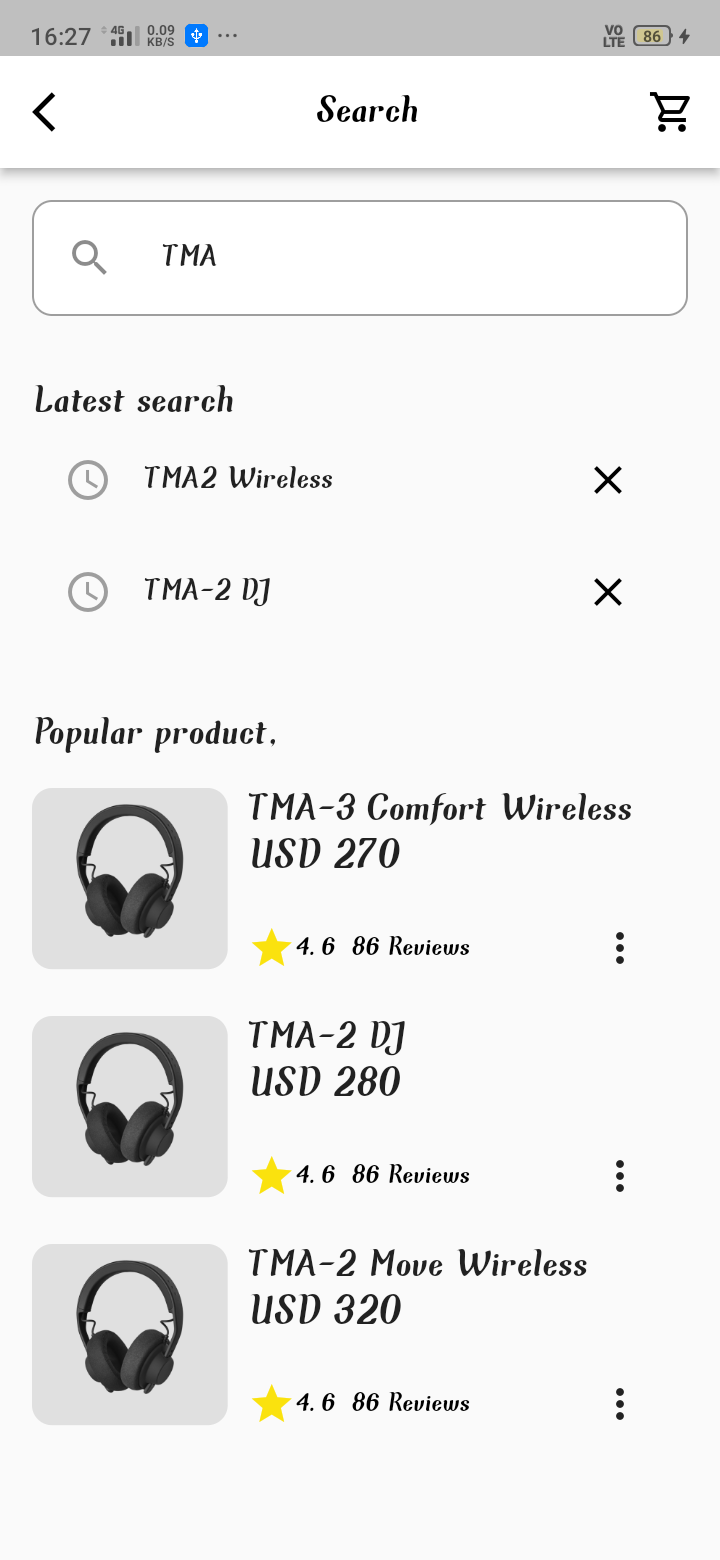 16:27 4G 0.09 KB/S ... VO LTE 86
Search
TMA
Latest search
TMA2 Wireless
TMA-2 DJ
Popular product.
TMA-3 Comfort Wireless
USD 270
4.6 86 Reviews
TMA-2 DJ
USD 280
4.6 86 Reviews
TMA-2 Move Wireless
USD 320
4.6 86 Reviews